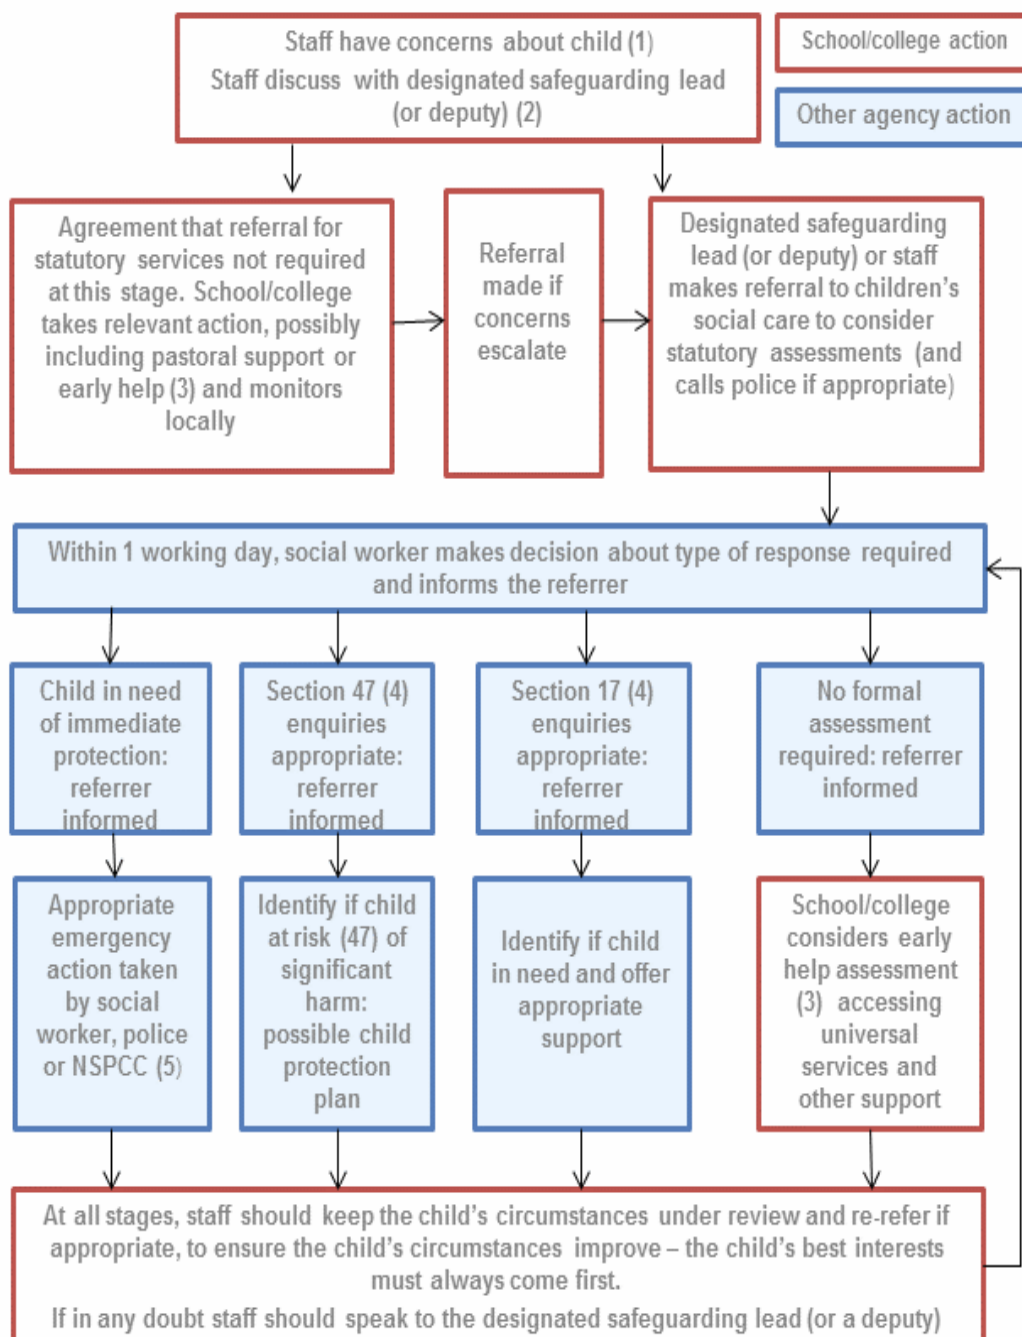 Staff have concerns about child (1)
Staff discuss with designated safeguarding lead
(or deputy) (2)
School/college action
Other agency action
Agreement that referral for
statutory services not required
at this stage. School/college
takes relevant action, possibly
including pastoral support or
early help (3) and monitors
locally
Referral
made if
concerns
escalate
Designated safeguarding
lead (or deputy) or staff
makes referral to children's
social care to consider
statutory assessments (and
calls police if appropriate)
Within 1 working day, social worker makes decision about type of response required
and informs the referrer
Child in need
of immediate
protection:
referrer
informed
Section 47 (4)
enquiries
appropriate:
referrer
informed
Section 17 (4)
enquiries
appropriate:
referrer
informed
No formal
assessment
required: referrer
informed
Appropriate
emergency
action taken
by social
worker, police
or NSPCC (5)
Identify if child
at risk (47) of
significant
harm:
possible child
protection
plan
Identify if child
in need and offer
appropriate
support
School/college
considers early
help assessment
(3) accessing
universal
services and
other support
At all stages, staff should keep the child's circumstances under review and re-refer if
appropriate, to ensure the child's circumstances improve – the child's best interests
must always come first.
If in any doubt staff should speak to the designated safeguarding lead (or a deputy)